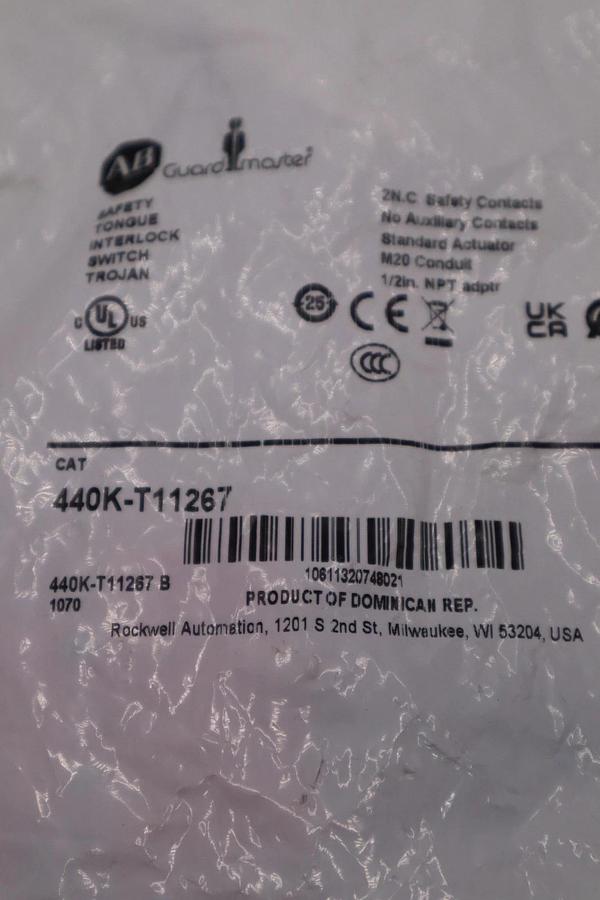 AB Guardmaster
SAFETY
TONGUE
INTERLOCK
SWITCH
TROJAN
2N.C Safety Contacts
No Auxiliary Contacts
Standard Actuator
M20 Conduit
1/2in. NPT adptr
C UL US
LISTED
25
CE
UK
CA
CCC
CAT
440K-T11267
10611320748021
440K-T11267 B
1070
PRODUCT OF DOMINICAN REP.
Rockwell Automation, 1201 S 2nd St, Milwaukee, WI 53204, USA